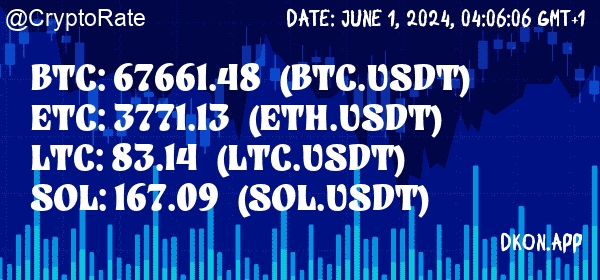 @CryptoRate
DATE: JUNE 1, 2024, 04:06:06 GMT+1
BTC: 67661.48 (BTC.USDT)
ETC: 3771.13 (ETH.USDT)
LTC: 83.14 (LTC.USDT)
SOL: 167.09 (SOL.USDT)
DKON.APP